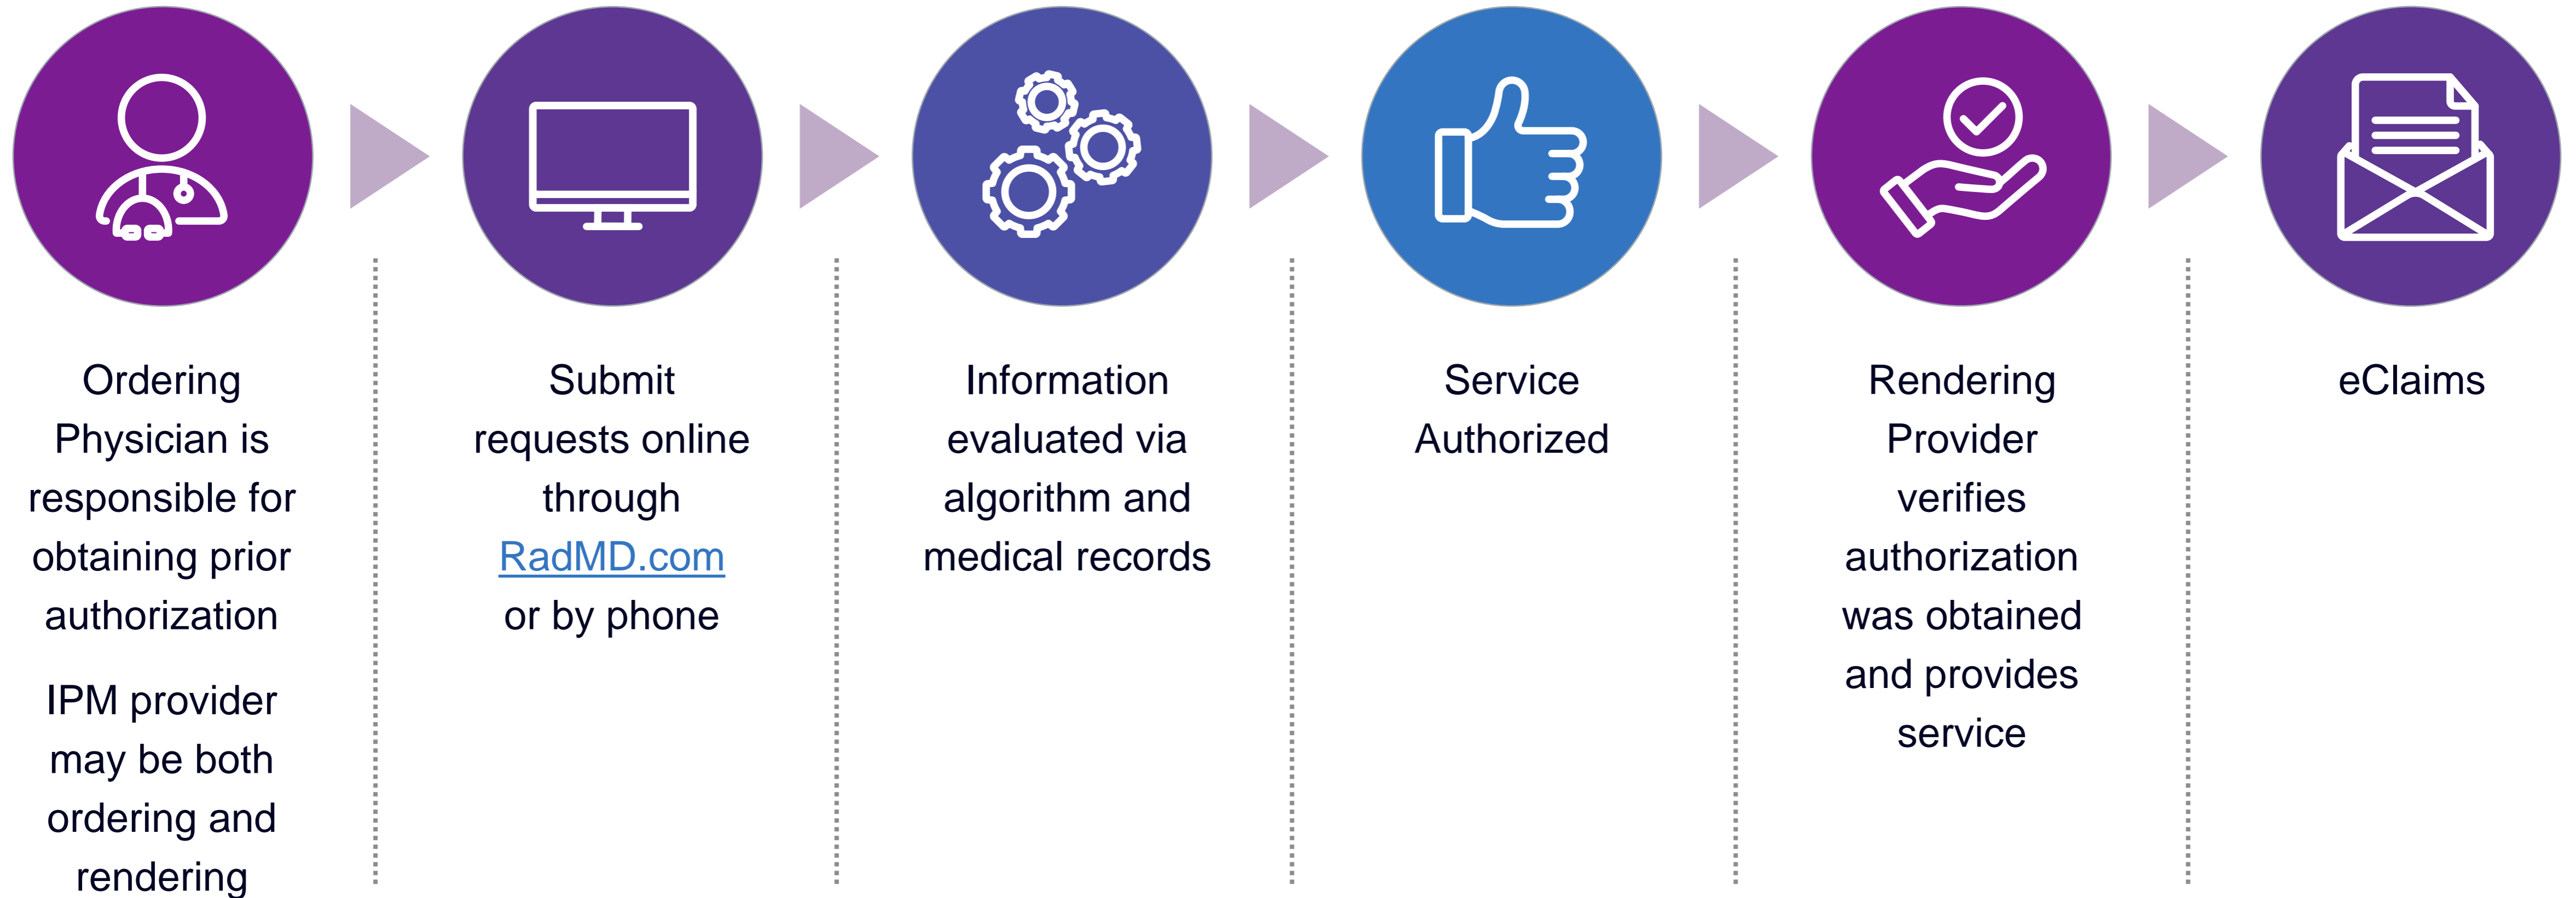 Ordering
Physician is
responsible for
obtaining prior
authorization
IPM provider
may be both
ordering and
rendering
Submit
requests online
through
RadMD.com
or by phone
Information
evaluated via
algorithm and
medical records
Service
Authorized
Rendering
Provider
verifies
authorization
was obtained
and provides
service
eClaims